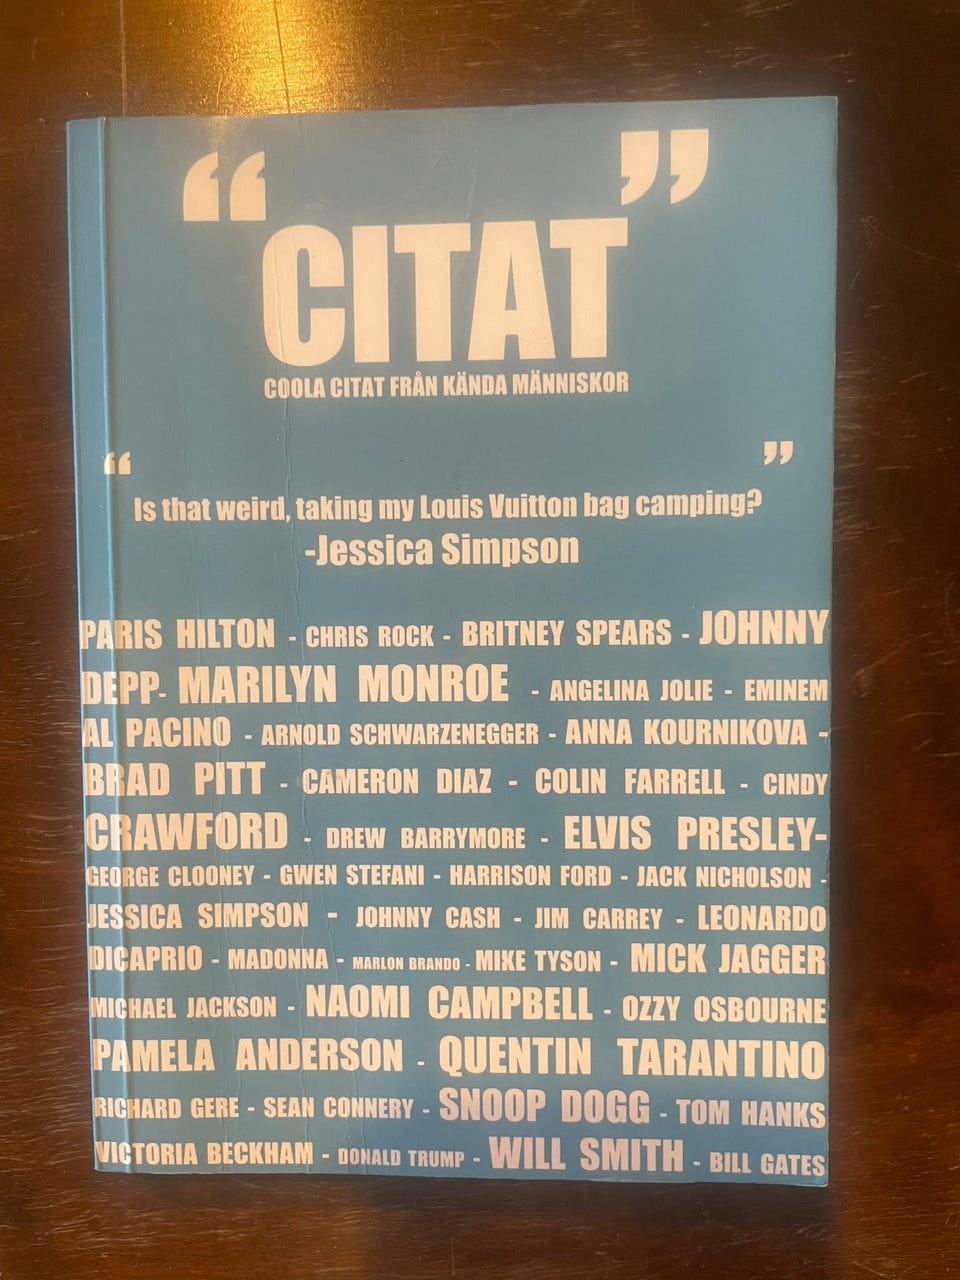 “ ”
CITAT
COOLA CITAT FRÅN KÄNDA MÄNNISKOR
“ ”
Is that weird, taking my Louis Vuitton bag camping?
-Jessica Simpson
PARIS HILTON - CHRIS ROCK - BRITNEY SPEARS - JOHNNY
DEPP- MARILYN MONROE - ANGELINA JOLIE - EMINEM
AL PACINO - ARNOLD SCHWARZENEGGER - ANNA KOURNIKOVA -
BRAD PITT - CAMERON DIAZ - COLIN FARRELL - CINDY
CRAWFORD - DREW BARRYMORE - ELVIS PRESLEY-
GEORGE CLOONEY - GWEN STEFANI - HARRISON FORD - JACK NICHOLSON -
JESSICA SIMPSON - JOHNNY CASH - JIM CARREY - LEONARDO
DICAPRIO - MADONNA - MARLON BRANDO - MIKE TYSON - MICK JAGGER
MICHAEL JACKSON - NAOMI CAMPBELL - OZZY OSBOURNE
PAMELA ANDERSON - QUENTIN TARANTINO
RICHARD GERE - SEAN CONNERY - SNOOP DOGG - TOM HANKS
VICTORIA BECKHAM - DONALD TRUMP - WILL SMITH - BILL GATES